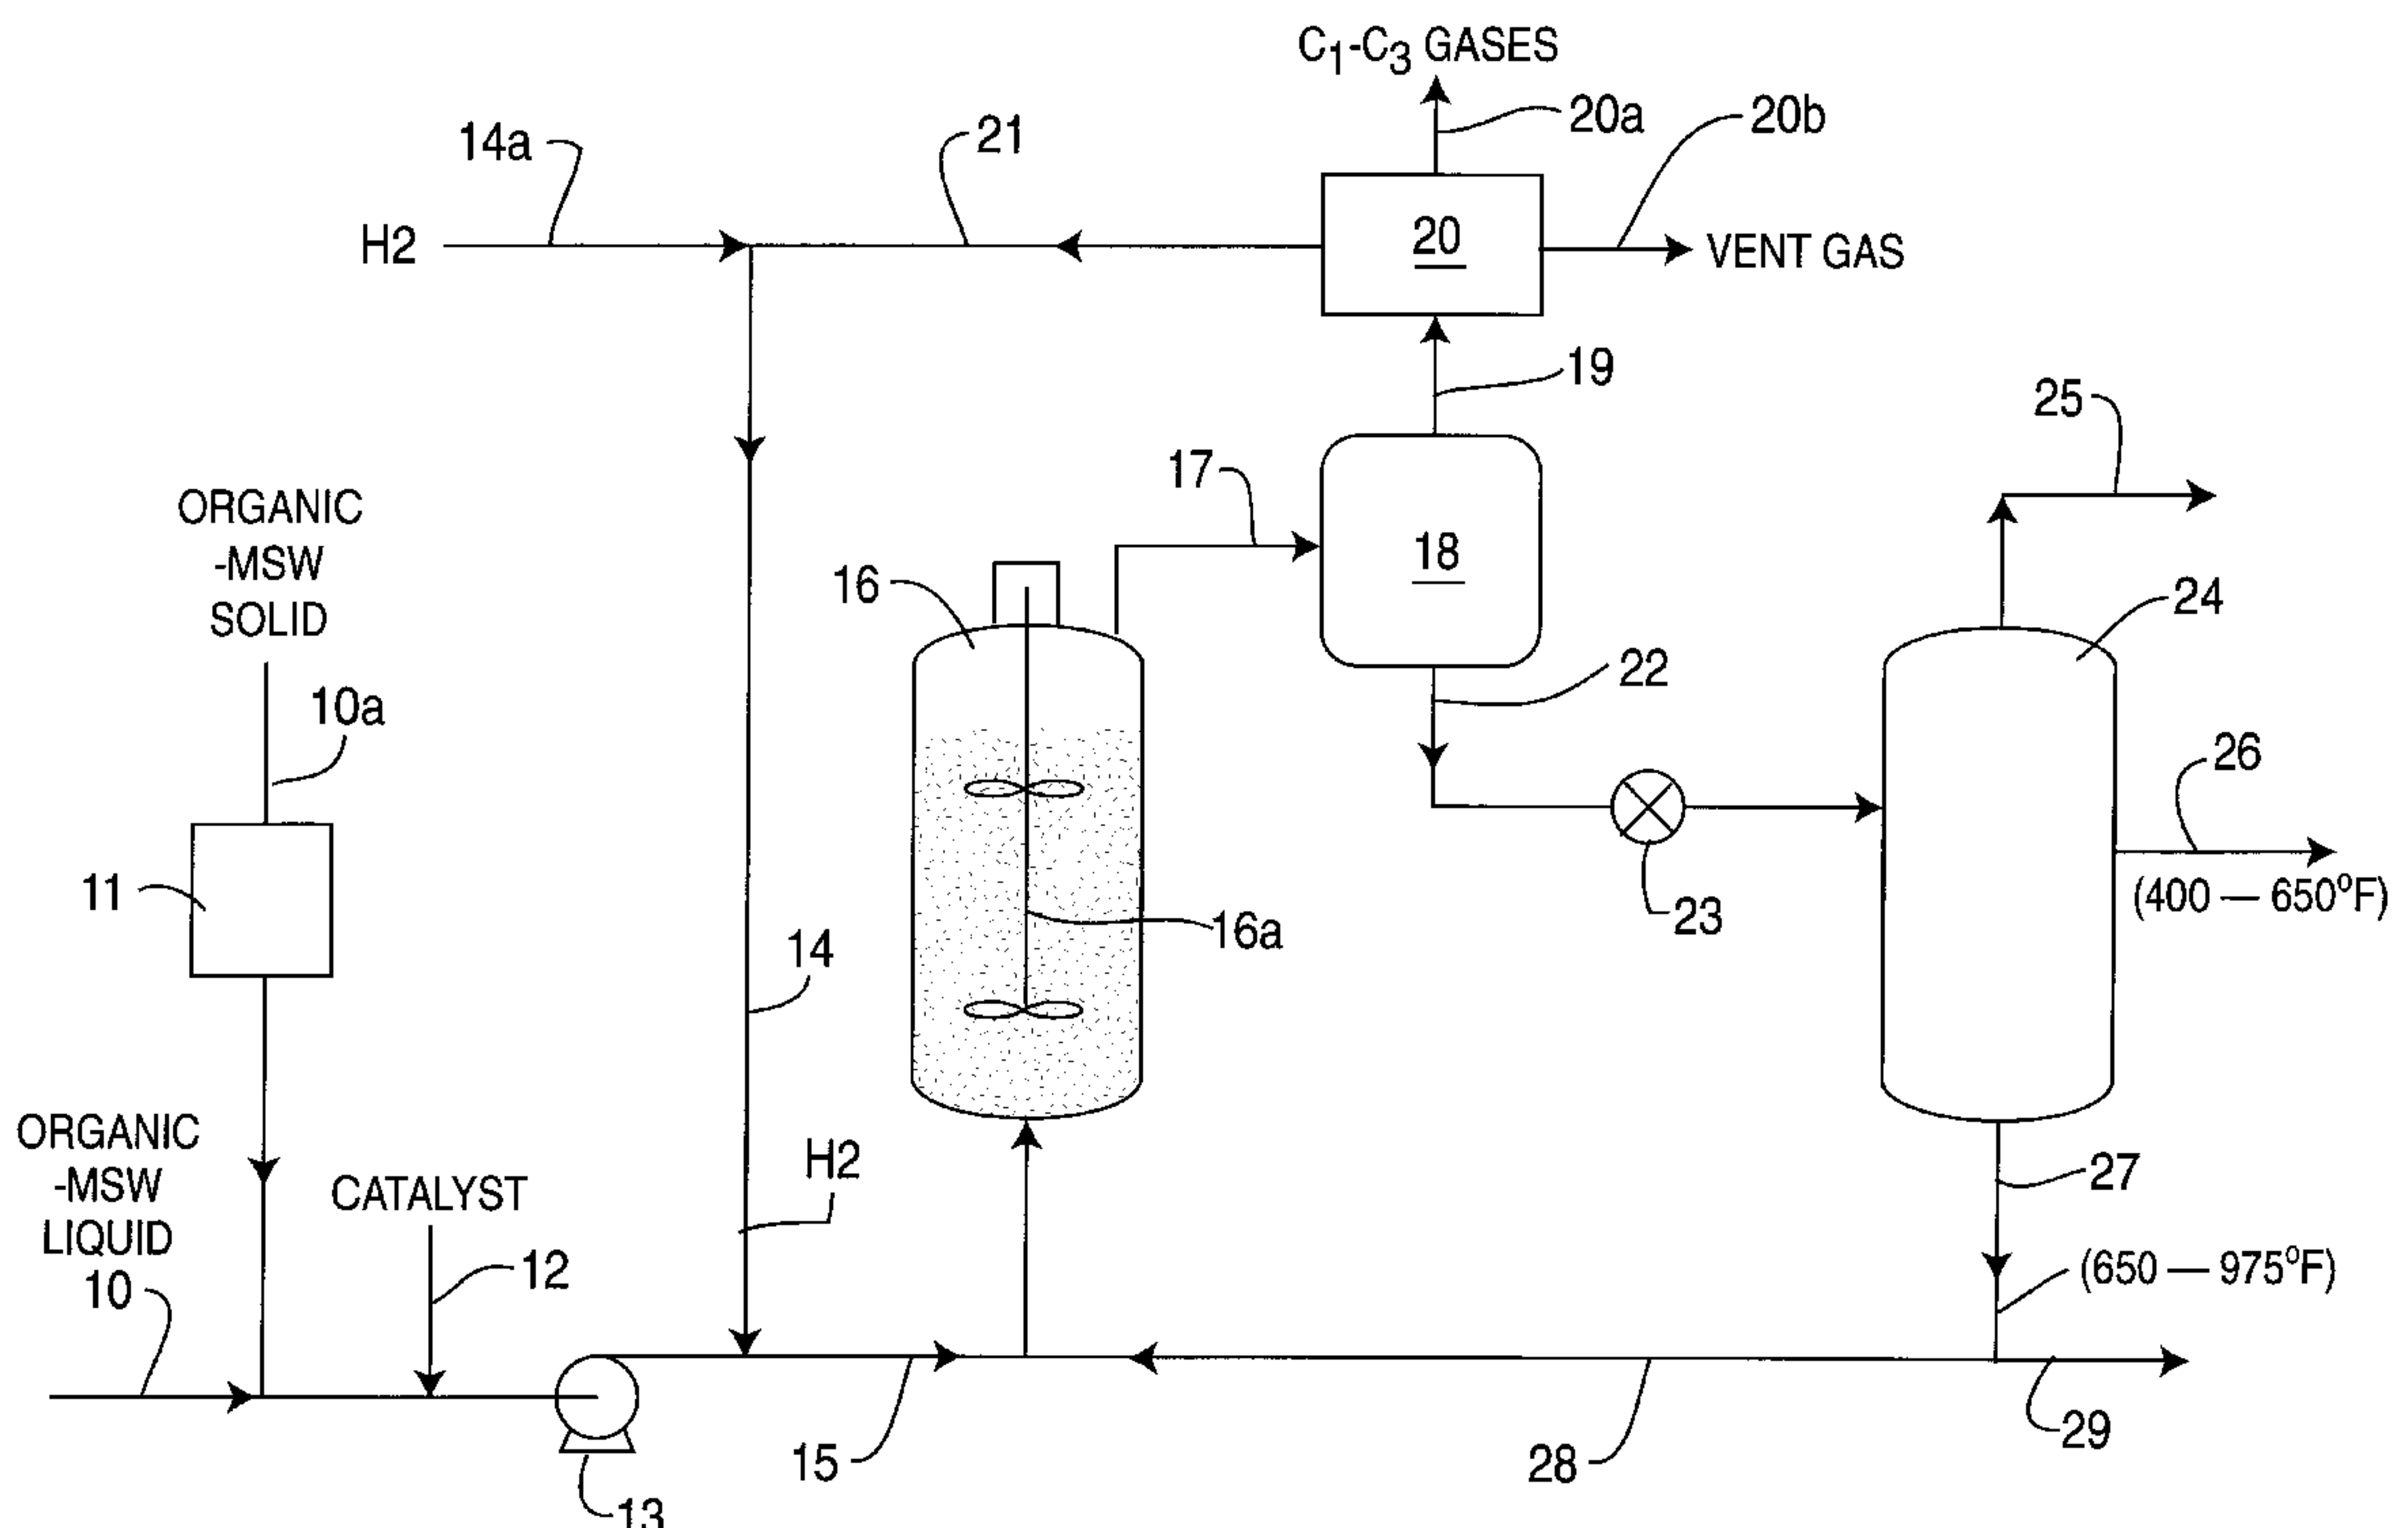 C1-C3 GASES
20a
20b
14a
21
H2
20
VENT GAS
19
25
17
ORGANIC
-MSW
SOLID
18
16
24
22
10a
26
(400 — 650°F)
11
23
16a
14
ORGANIC
-MSW
LIQUID
10
H2
CATALYST
27
12
(650 — 975°F)
15
28
29
13